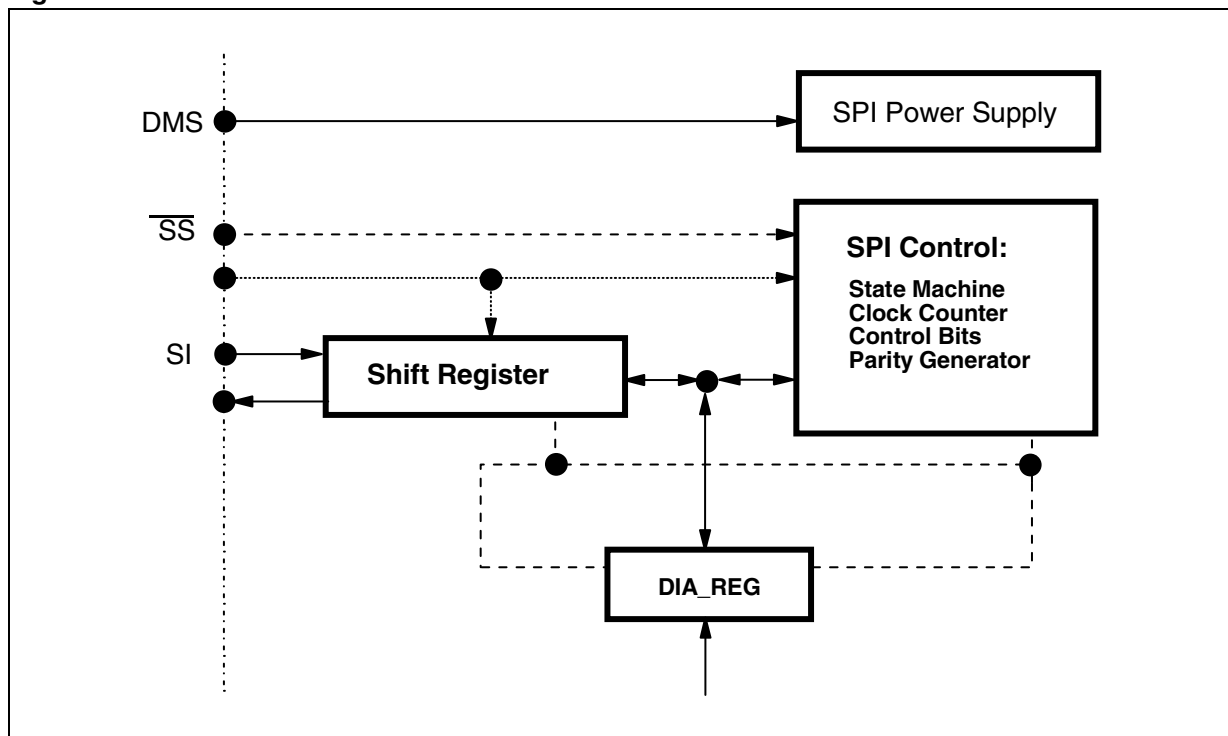 DMS
SPI Power Supply
SS
SPI Control:
State Machine
Clock Counter
Control Bits
Parity Generator
SI
Shift Register
DIA_REG